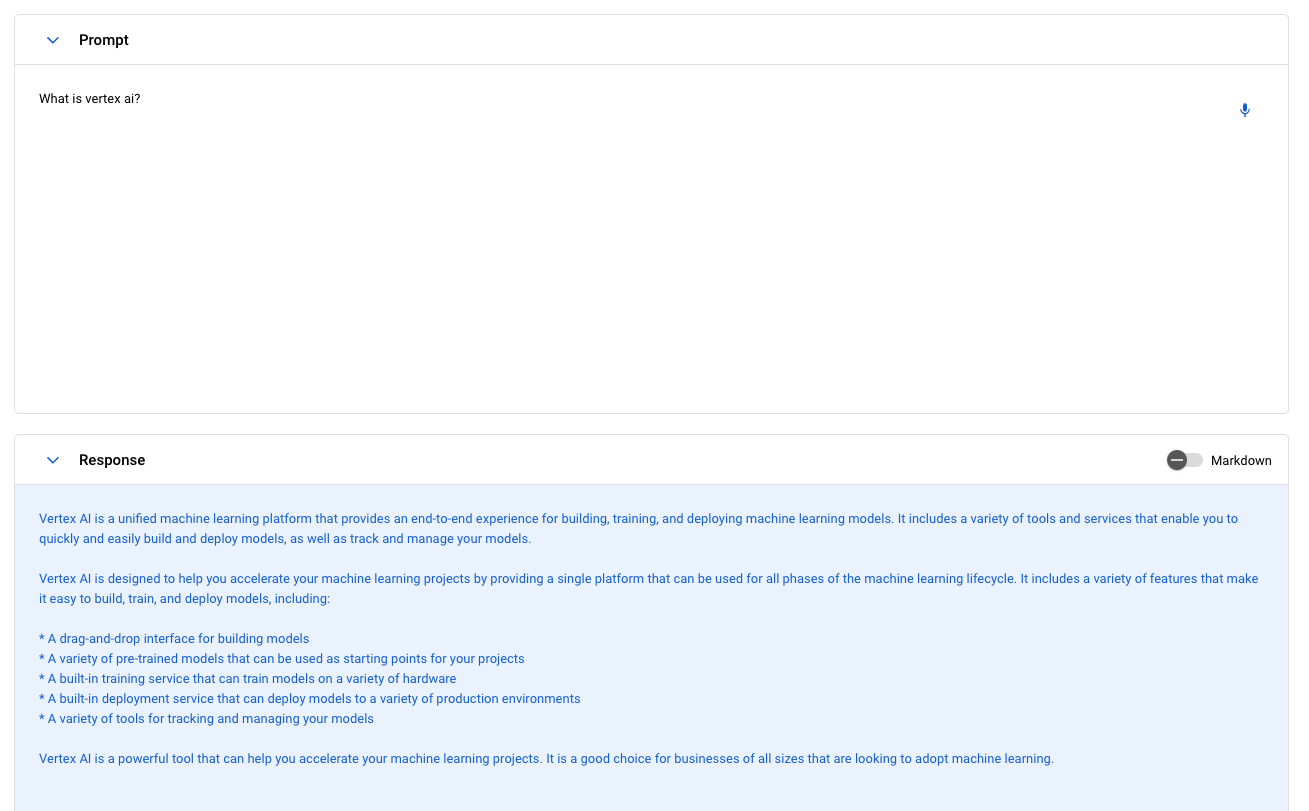 Prompt
What is vertex ai?
Response
Markdown
Vertex AI is a unified machine learning platform that provides an end-to-end experience for building, training, and deploying machine learning models. It includes a variety of tools and services that enable you to
quickly and easily build and deploy models, as well as track and manage your models.
Vertex AI is designed to help you accelerate your machine learning projects by providing a single platform that can be used for all phases of the machine learning lifecycle. It includes a variety of features that make
it easy to build, train, and deploy models, including:
* A drag-and-drop interface for building models
* A variety of pre-trained models that can be used as starting points for your projects
* A built-in training service that can train models on a variety of hardware
* A built-in deployment service that can deploy models to a variety of production environments
* A variety of tools for tracking and managing your models
Vertex AI is a powerful tool that can help you accelerate your machine learning projects. It is a good choice for businesses of all sizes that are looking to adopt machine learning.